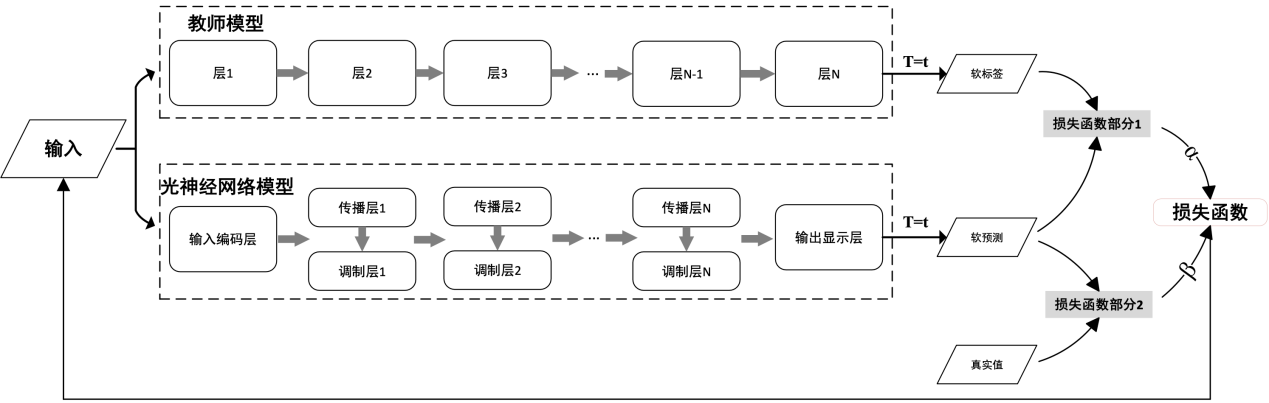 教师模型
层1
层2
层3
...
层N-1
层N
T=t
软标签
损失函数部分1
α
输入
光神经网络模型
输入编码层
传播层1
调制层1
传播层2
调制层2
...
传播层N
调制层N
输出显示层
T=t
软预测
损失函数
β
损失函数部分2
真实值